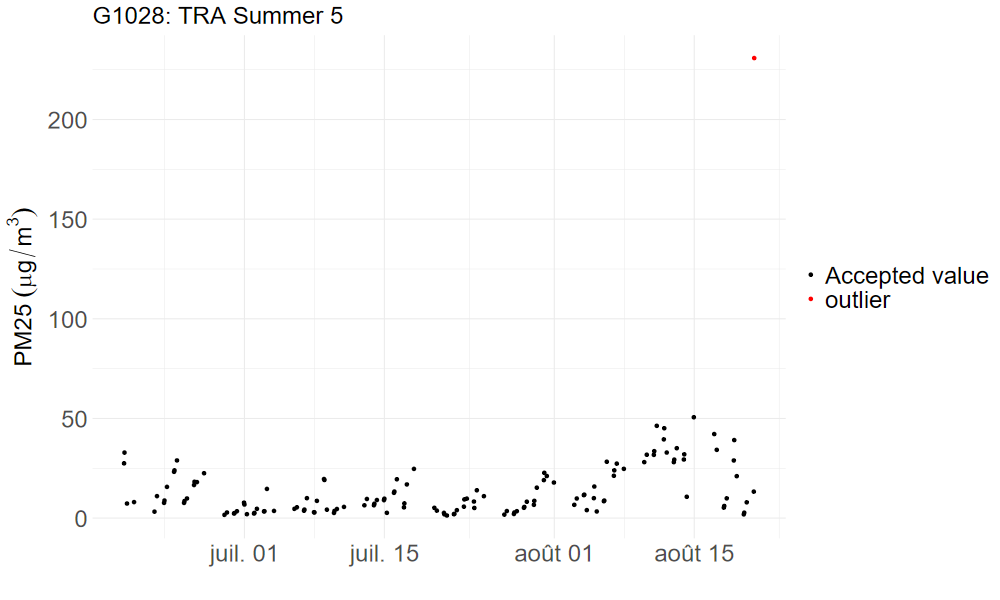 G1028: TRA Summer 5
PM25 (μg/m³)
200
150
100
50
0
juil. 01 juil. 15 août 01 août 15
Accepted value
outlier